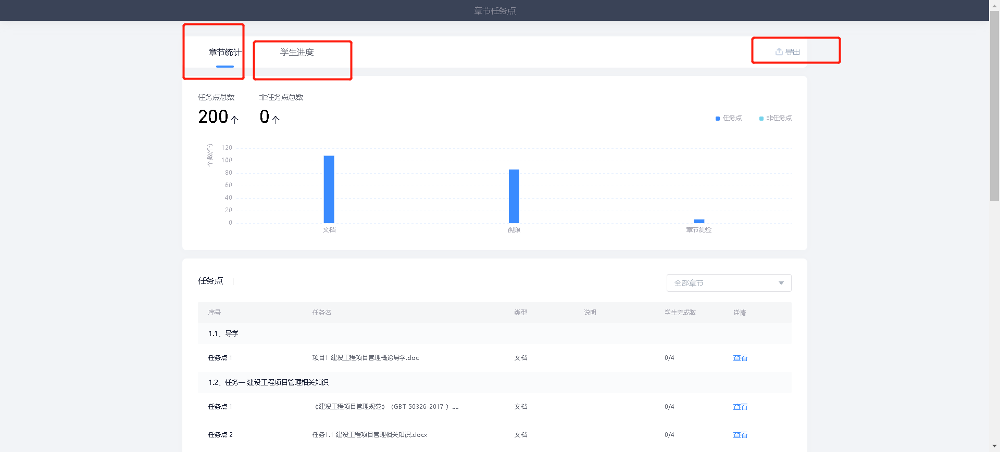 章节任务点
章节统计 学生进度 导出
任务点总数 非任务点总数
200个 0个
任务点 非任务点
个数(个)
120
100
80
60
40
20
0
文档 视频 章节测验
任务点 全部章节
序号 任务名 类型 说明 学生完成数 详情
1.1、导学
任务点 1 项目1 建设工程项目管理概论导学.doc 文档 0/4 查看
1.2、任务一 建设工程项目管理相关知识
任务点 1 《建设工程项目管理规范》（GBT 50326-2017 ）.... 文档 0/4 查看
任务点 2 任务1.1 建设工程项目管理相关知识.docx 文档 0/4 查看